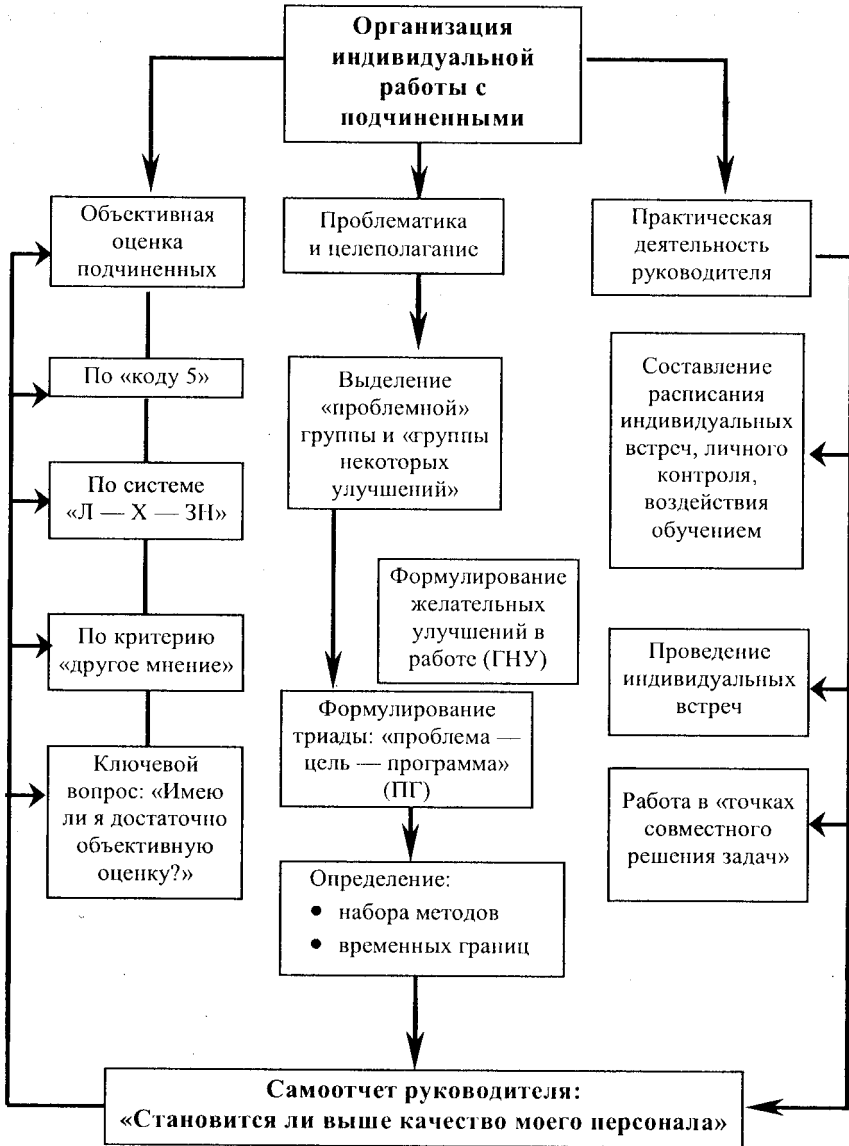 Организация
индивидуальной
работы с
подчиненными
Объективная
оценка
подчиненных
По «коду 5»
По системе
«Л — Х — ЗН»
По критерию
«другое мнение»
Ключевой
вопрос: «Имею
ли я достаточно
объективную
оценку?»
Проблематика
и целеполагание
Выделение
«проблемной»
группы и «группы
некоторых
улучшений»
Формулирование
желательных
улучшений в
работе (ГНУ)
Формулирование
триады: «проблема —
цель — программа»
(ПГ)
Определение:
● набора методов
● временных границ
Практическая
деятельность
руководителя
Составление
расписания
индивидуальных
встреч, личного
контроля,
воздействия
обучением
Проведение
индивидуальных
встреч
Работа в «точках
совместного
решения задач»
Самоотчет руководителя:
«Становится ли выше качество моего персонала»